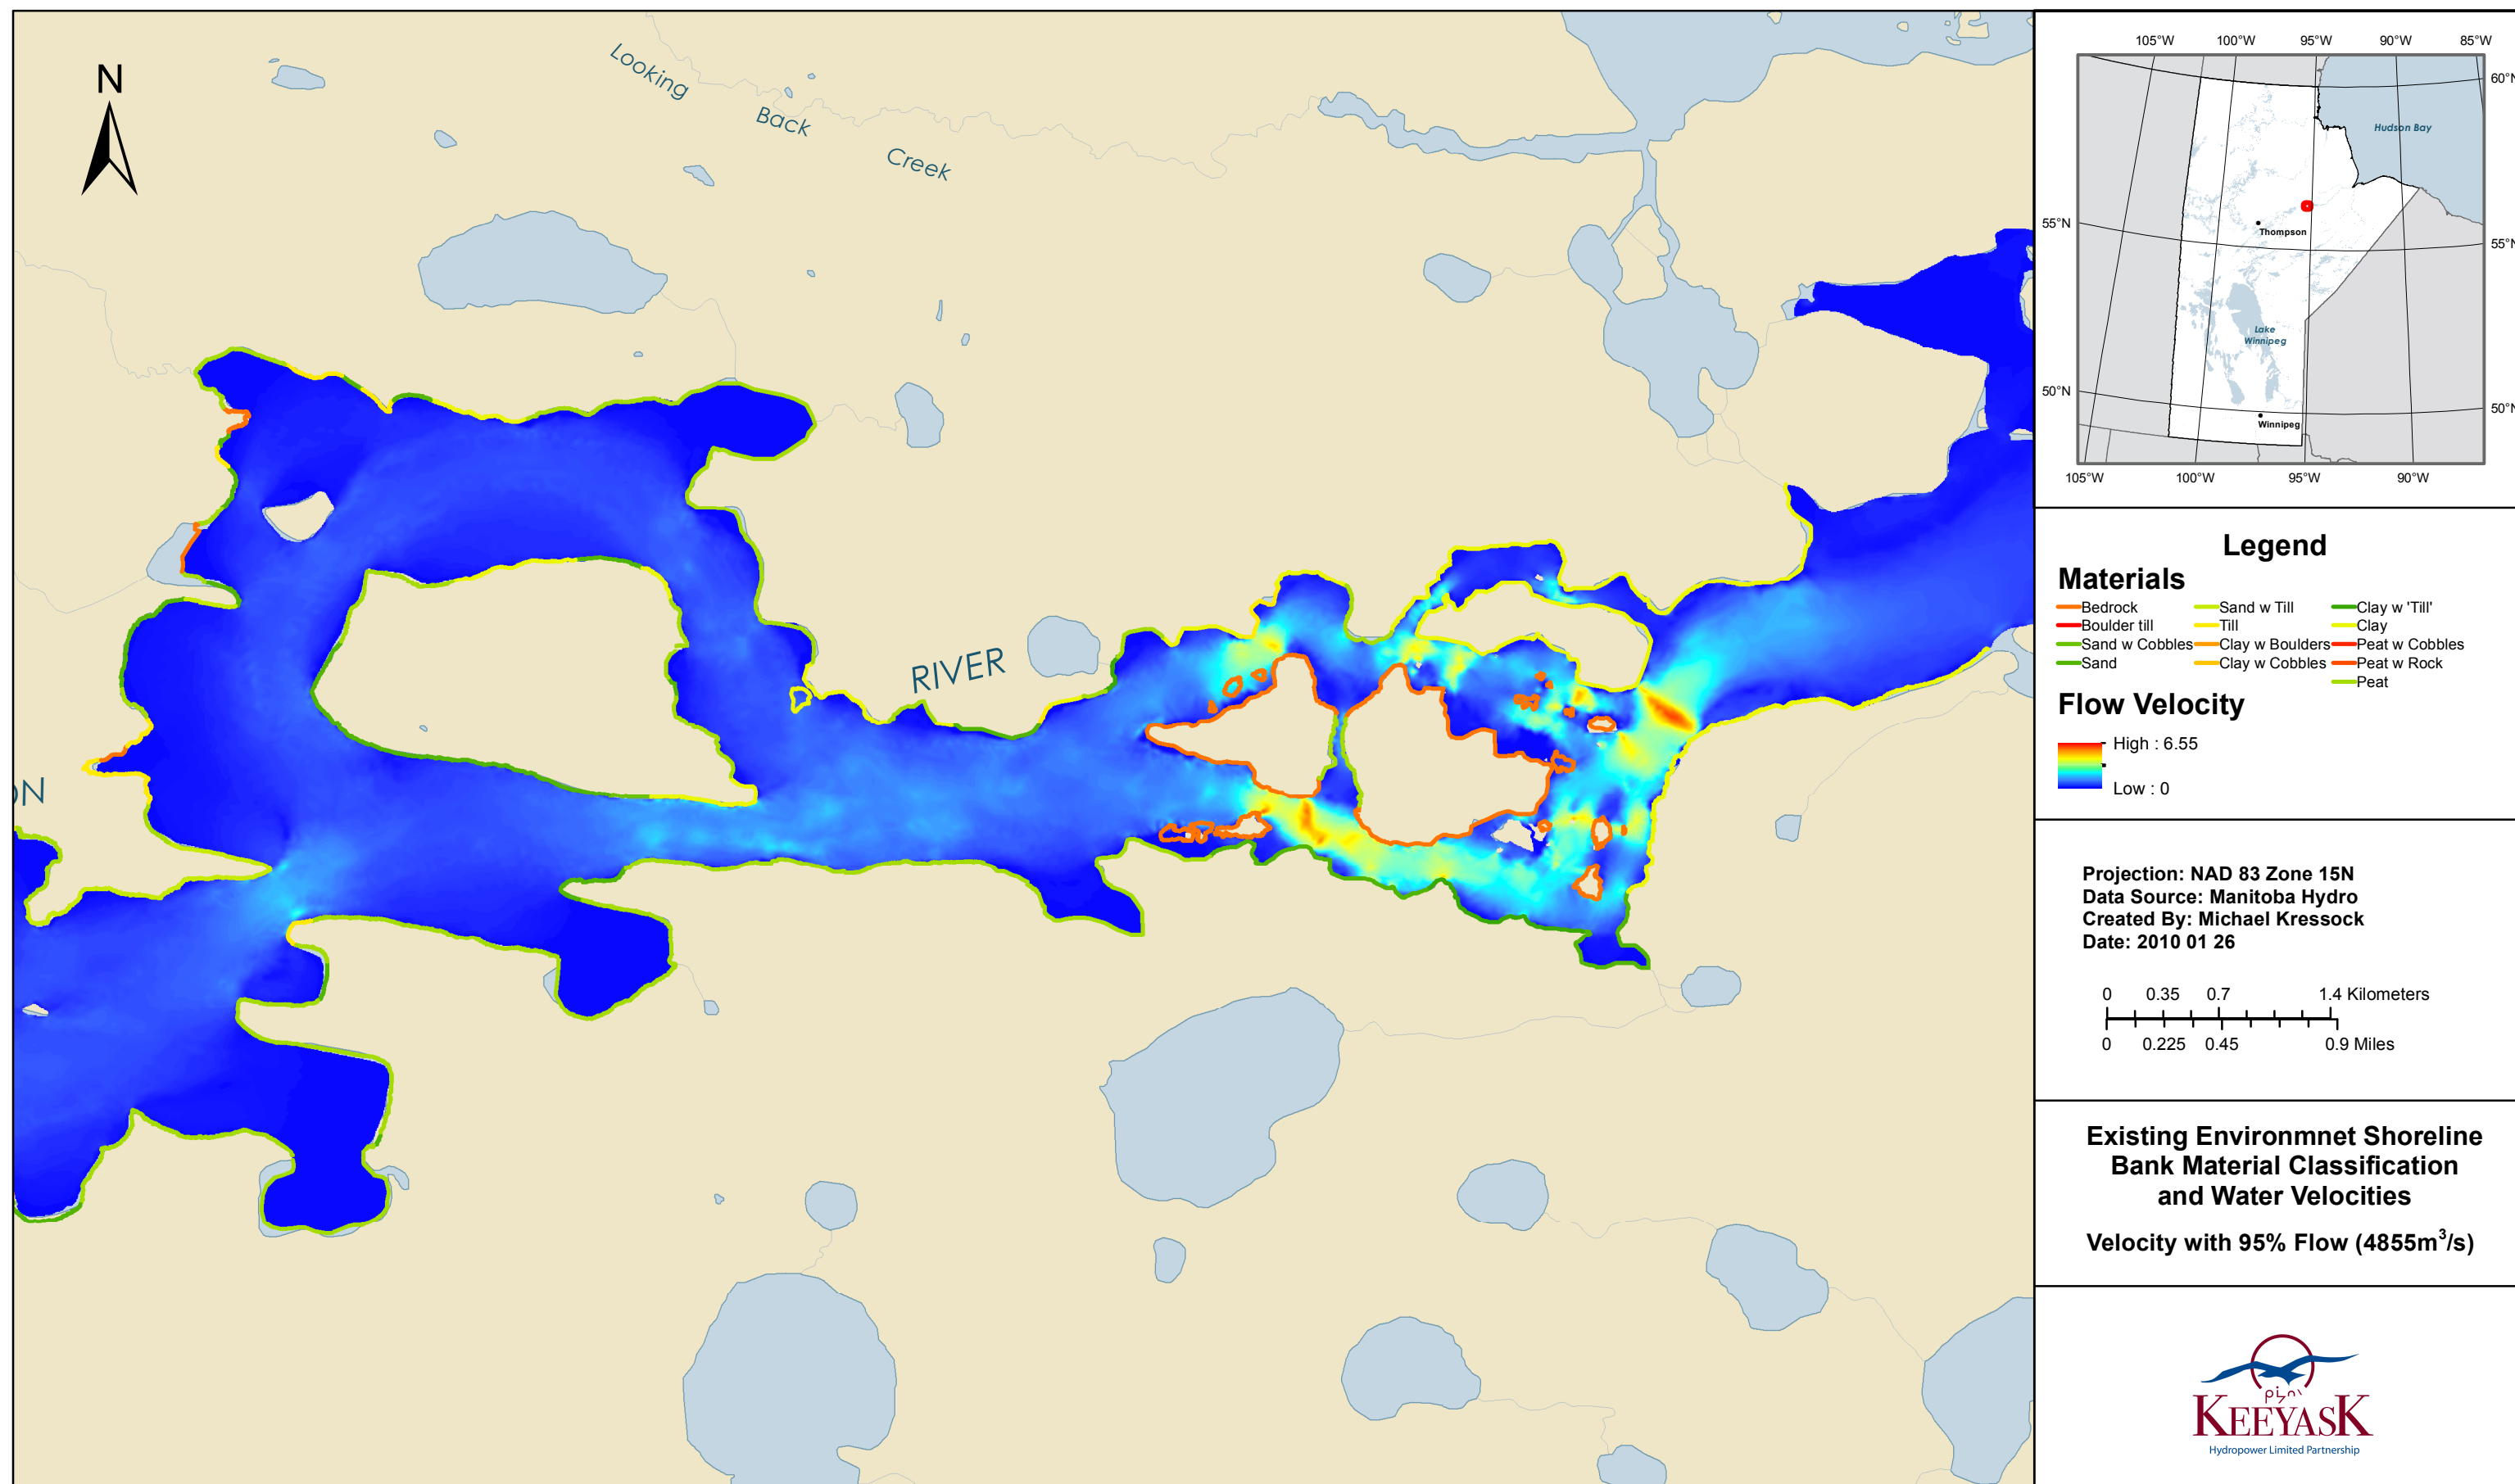 N
Looking
Back
Creek
RIVER
ON
105°W 100°W 95°W 90°W 85°W
60°N
Hudson Bay
Thompson
55°N
55°N
Lake
Winnipeg
50°N
50°N
Winnipeg
105°W 100°W 95°W 90°W
Legend
Materials
Bedrock Sand w Till Clay w 'Till'
Boulder till Till Clay
Sand w Cobbles Clay w Boulders Peat w Cobbles
Sand Clay w Cobbles Peat w Rock
Peat
Flow Velocity
High : 6.55
Low : 0
Projection: NAD 83 Zone 15N
Data Source: Manitoba Hydro
Created By: Michael Kressock
Date: 2010 01 26
0 0.35 0.7 1.4 Kilometers
0 0.225 0.45 0.9 Miles
Existing Environmnet Shoreline
Bank Material Classification
and Water Velocities
Velocity with 95% Flow (4855m³/s)
KEEYASK
Hydropower Limited Partnership